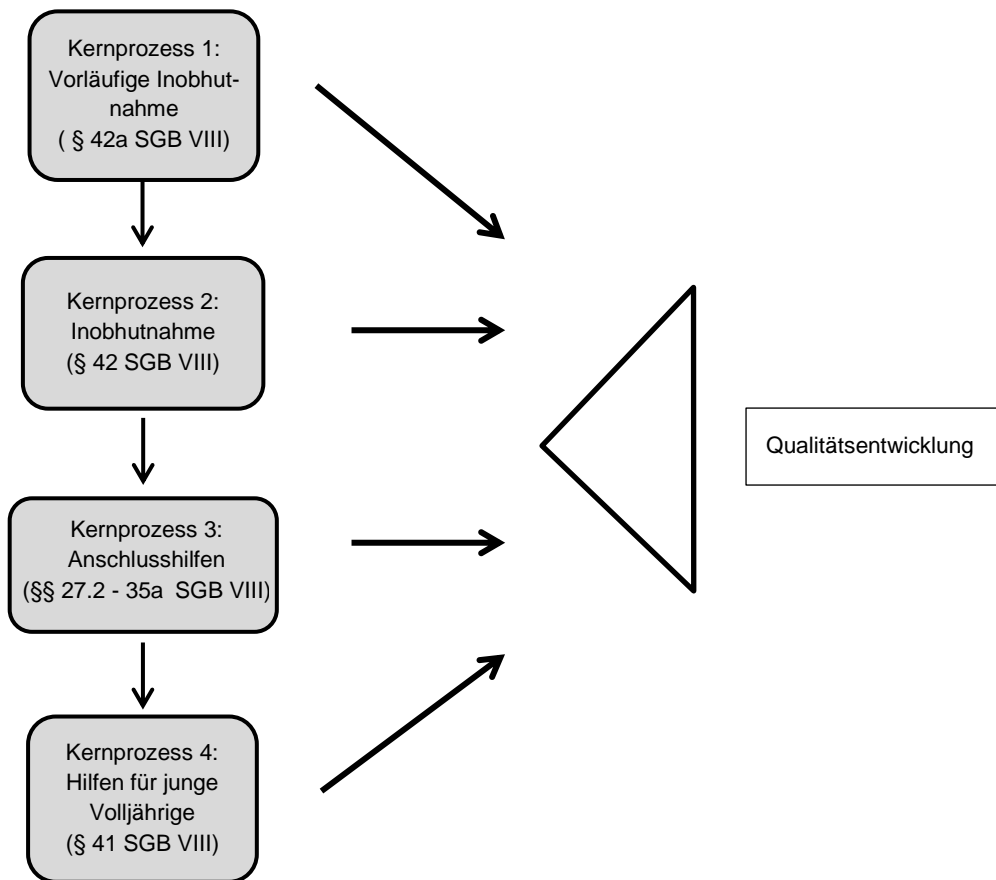 Kernprozess 1:
Vorläufige Inobhut-
nahme
( § 42a SGB VIII)
Kernprozess 2:
Inobhutnahme
(§ 42 SGB VIII)
Kernprozess 3:
Anschlusshilfen
(§§ 27.2 - 35a  SGB VIII)
Kernprozess 4:
Hilfen für junge
Volljährige
(§ 41 SGB VIII)
Qualitätsentwicklung